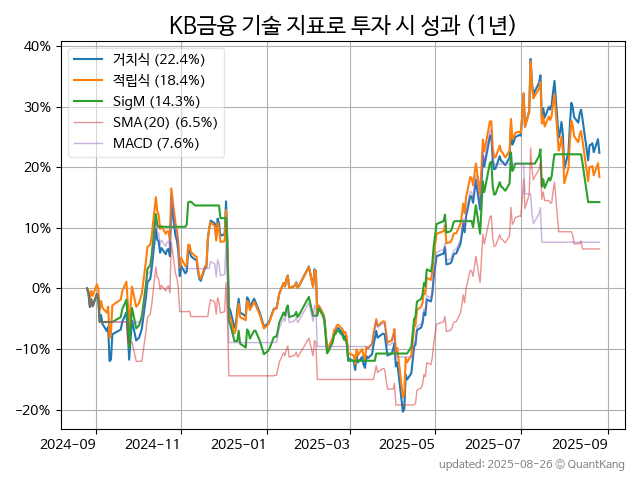 KB금융 기술 지표로 투자 시 성과 (1년)
40%
30%
20%
10%
0%
−10%
−20%
거치식 (22.4%)
적립식 (18.4%)
SigM (14.3%)
SMA(20) (6.5%)
MACD (7.6%)
2024-09
2024-11
2025-01
2025-03
2025-05
2025-07
2025-09
updated: 2025-08-26 © QuantKang